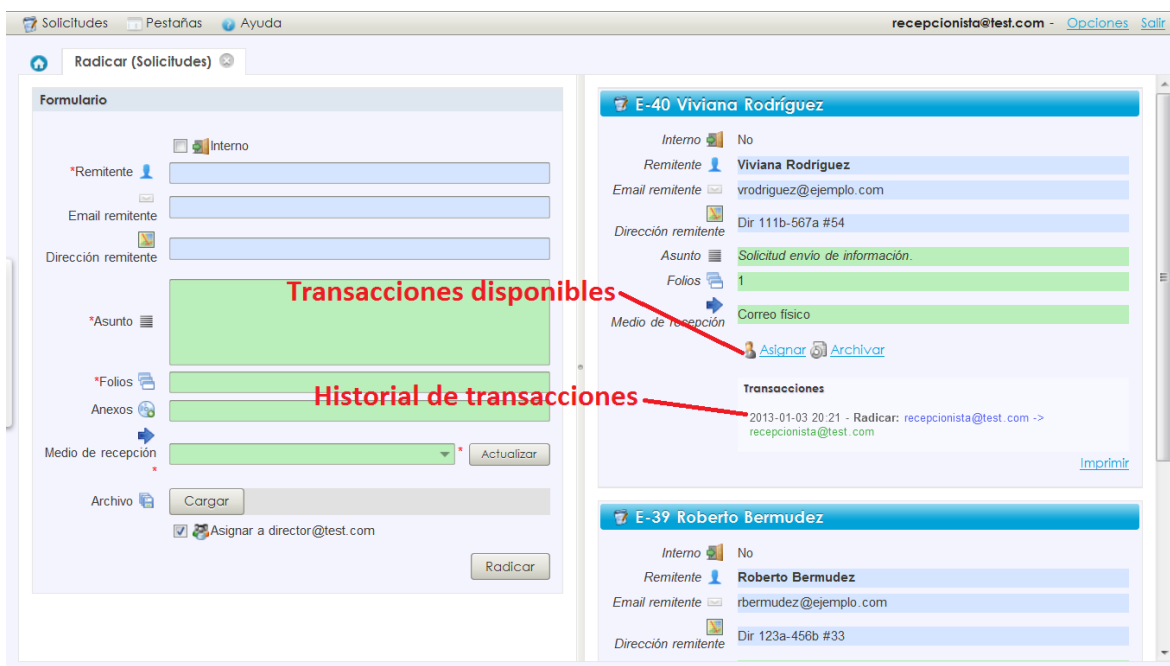 Solicitudes Pestañas Ayuda recepcionista@test.com - Opciones Salir
Radicar (Solicitudes)
Formulario
Interno
*Remitente
Email remitente
Dirección remitente
*Asunto
*Folios
Anexos
Medio de recepción
*
* Actualizar
Archivo Cargar
Asignar a director@test.com
Radicar
E-40 Viviana Rodríguez
Interno No
Remitente Viviana Rodríguez
Email remitente vrodriguez@ejemplo.com
Dirección remitente Dir 111b-567a #54
Asunto Solicitud envío de información.
Folios 1
Medio de recepción Correo físico
Transacciones disponibles
Asignar Archivar
Historial de transacciones
Transacciones
2013-01-03 20:21 - Radicar: recepcionista@test.com ->
recepcionista@test.com
Imprimir
E-39 Roberto Bermudez
Interno No
Remitente Roberto Bermudez
Email remitente rbermudez@ejemplo.com
Dirección remitente Dir 123a-456b #33